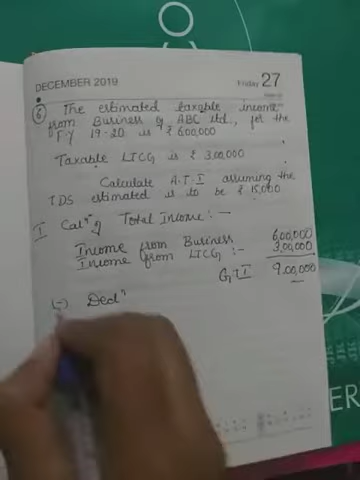 DECEMBER 2019
Friday 27
6 The estimated taxable income
from Business of ABC ltd., for the
F.Y 19-20 is ₹ 600,000
Taxable LTCG is ₹ 3,00,000
Calculate A.T.I assuming the
TDS estimated is to be ₹ 15,000
I Calⁿ of Total Income :-
Income from Business 6,00,000
Income from LTCG :- 3,00,000
G.T.I 9,00,000
(-) Dedⁿ
ER